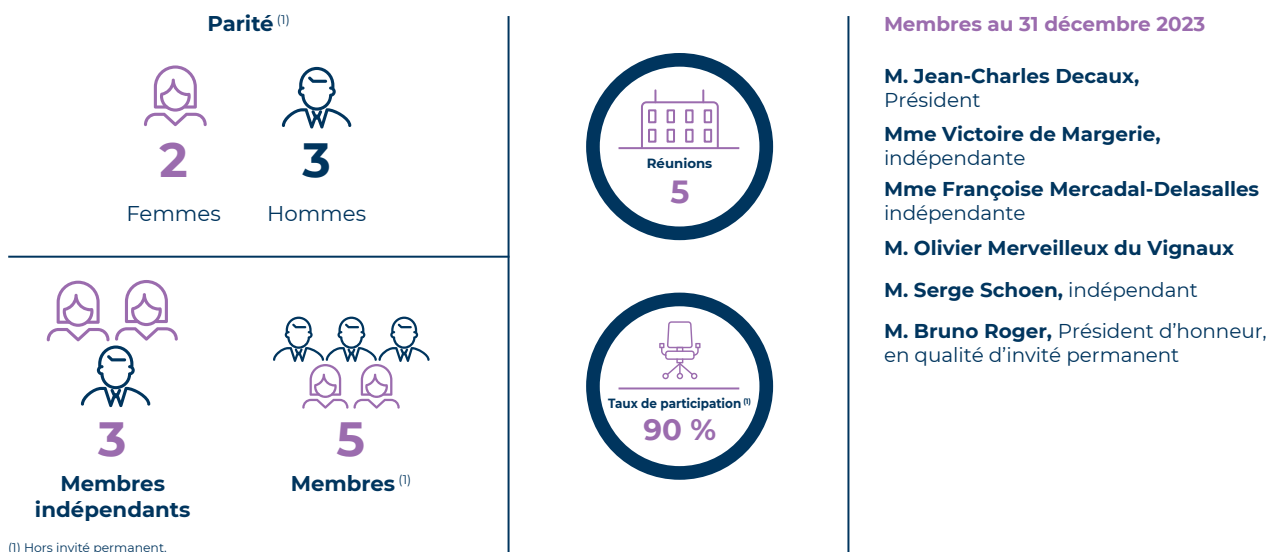 Parité (1)
2
3
Femmes
Hommes
3
Membres
indépendants
5
Membres (1)
(1) Hors invité permanent.
Réunions
5
Taux de participation (1)
90 %
Membres au 31 décembre 2023
M. Jean-Charles Decaux,
Président
Mme Victoire de Margerie,
indépendante
Mme Françoise Mercadal-Delasalles
indépendante
M. Olivier Merveilleux du Vignaux
M. Serge Schoen, indépendant
M. Bruno Roger, Président d’honneur,
en qualité d’invité permanent